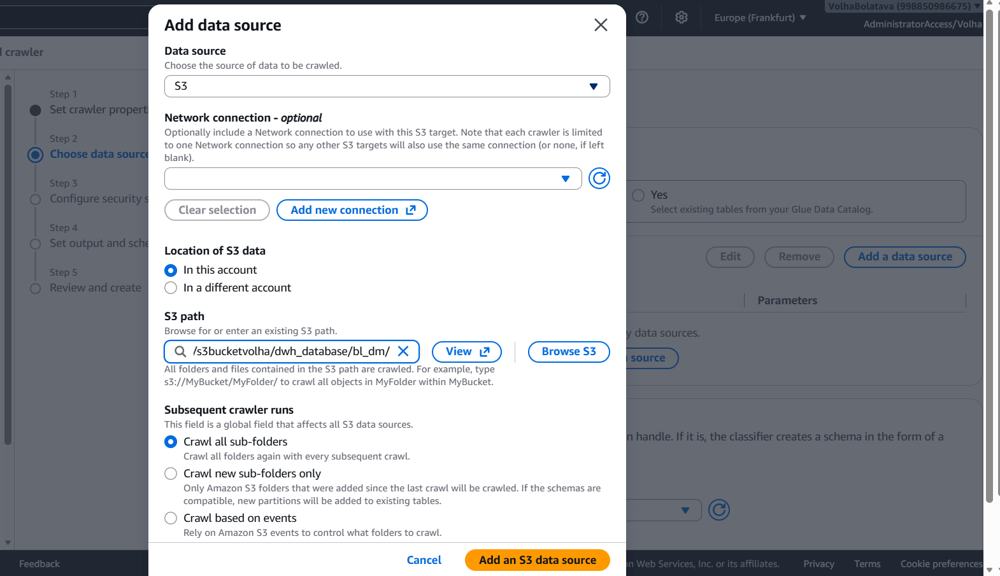 VolhaBolatava (998850986675)
Europe (Frankfurt)
AdministratorAccess/Volha
crawler
Step 1
Set crawler properti
Step 2
Choose data source
Step 3
Configure security s
Step 4
Set output and sche
Step 5
Review and create
Add data source
Data source
Choose the source of data to be crawled.
S3
Network connection - optional
Optionally include a Network connection to use with this S3 target. Note that each crawler is limited
to one Network connection so any other S3 targets will also use the same connection (or none, if left
blank).
Clear selection
Add new connection
Location of S3 data
In this account
In a different account
S3 path
Browse for or enter an existing S3 path.
/s3bucketvolha/dwh_database/bl_dm/
View
Browse S3
All folders and files contained in the S3 path are crawled. For example, type
s3://MyBucket/MyFolder/ to crawl all objects in MyFolder within MyBucket.
Subsequent crawler runs
This field is a global field that affects all S3 data sources.
Crawl all sub-folders
Crawl all folders again with every subsequent crawl.
Crawl new sub-folders only
Only Amazon S3 folders that were added since the last crawl will be crawled. If the schemas are
compatible, new partitions will be added to existing tables.
Crawl based on events
Rely on Amazon S3 events to control what folders to crawl.
Cancel
Add an S3 data source
Yes
Select existing tables from your Glue Data Catalog.
Edit
Remove
Add a data source
Parameters
y data sources.
source
n handle. If it is, the classifier creates a schema in the form of a
Feedback
on Web Services, Inc. or its affiliates.
Privacy
Terms
Cookie preferences